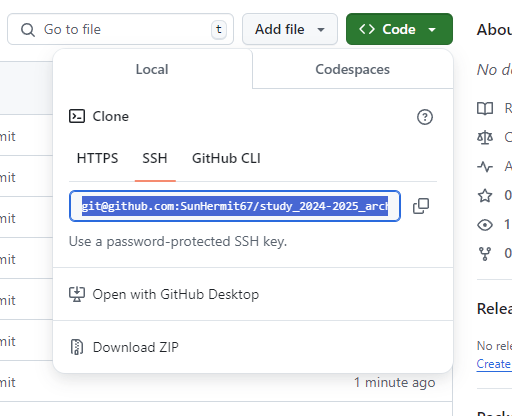 Go to file
t
Add file
Code
Abou
Local
Codespaces
No d
Clone
HTTPS
SSH
GitHub CLI
git@github.com:SunHermit67/study_2024-2025_arch
Use a password-protected SSH key.
Open with GitHub Desktop
Download ZIP
mit
mit
mit
mit
mit
mit
mit
1 minute ago
R
C
A
0
1
0
Relea
No rele
Create